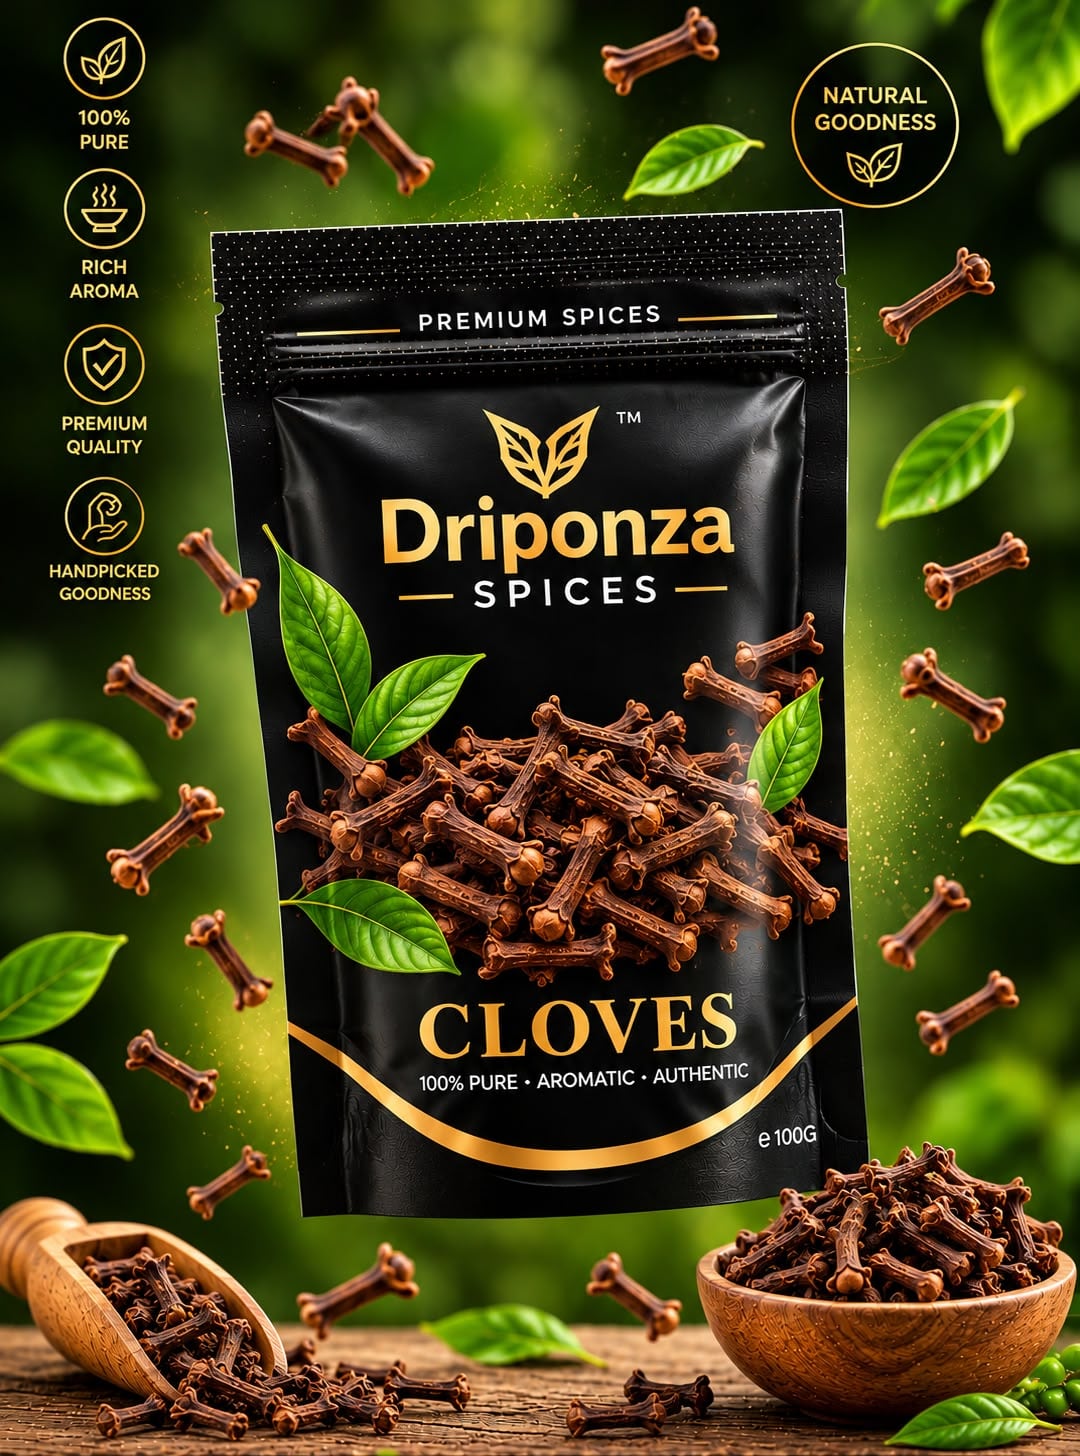 100%
PURE
RICH
AROMA
PREMIUM
QUALITY
HANDPICKED
GOODNESS
NATURAL
GOODNESS
PREMIUM SPICES
TM
Driponza
SPICES
CLOVES
100% PURE • AROMATIC • AUTHENTIC
e 100G